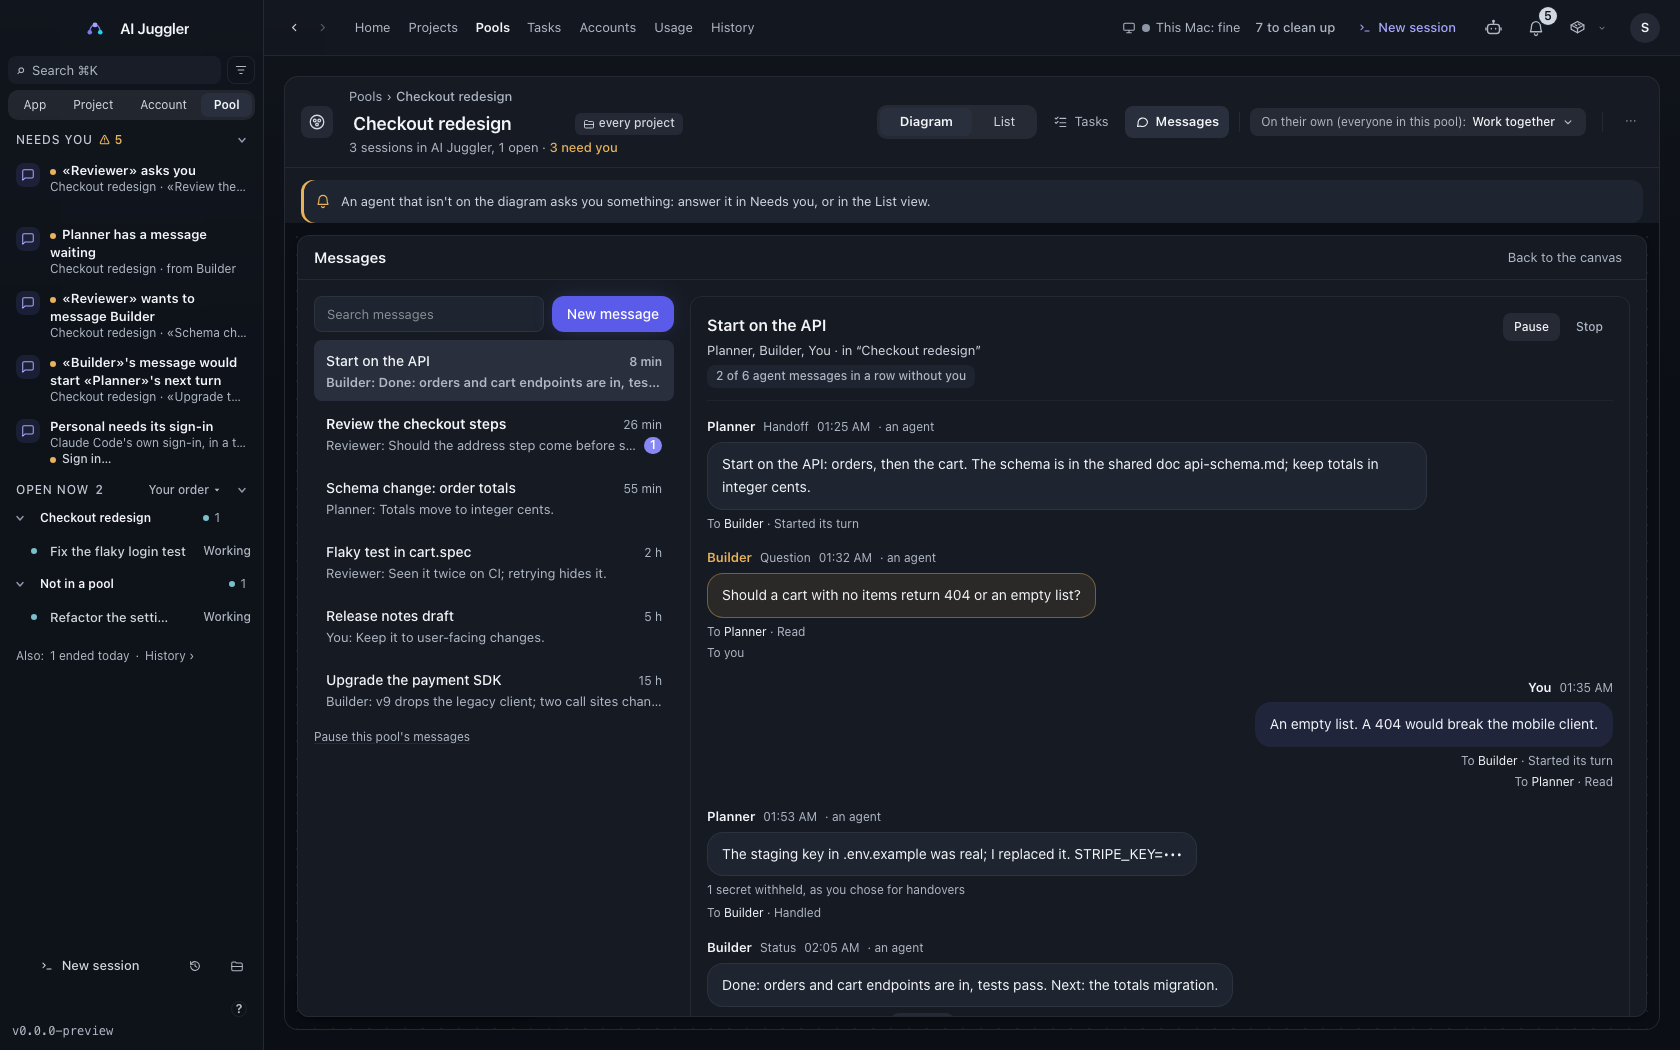 AI Juggler
Search ⌘K
App Project Account Pool
NEEDS YOU 5
«Reviewer» asks you
Checkout redesign · «Review the…
Planner has a message
waiting
Checkout redesign · from Builder
«Reviewer» wants to
message Builder
Checkout redesign · «Schema ch…
«Builder»'s message would
start «Planner»'s next turn
Checkout redesign · «Upgrade t…
Personal needs its sign-in
Claude Code's own sign-in, in a t…
Sign in…
OPEN NOW 2 Your order
Checkout redesign 1
Fix the flaky login test Working
Not in a pool 1
Refactor the setti… Working
Also: 1 ended today · History ›
New session
?
v0.0.0-preview
Home Projects Pools Tasks Accounts Usage History
This Mac: fine 7 to clean up New session 5 S
Pools › Checkout redesign
Checkout redesign every project
3 sessions in AI Juggler, 1 open · 3 need you
Diagram List Tasks Messages On their own (everyone in this pool): Work together ···
An agent that isn't on the diagram asks you something: answer it in Needs you, or in the List view.
Messages Back to the canvas
Search messages New message
Start on the API 8 min
Builder: Done: orders and cart endpoints are in, tes…
Review the checkout steps 26 min
Reviewer: Should the address step come before s… 1
Schema change: order totals 55 min
Planner: Totals move to integer cents.
Flaky test in cart.spec 2 h
Reviewer: Seen it twice on CI; retrying hides it.
Release notes draft 5 h
You: Keep it to user-facing changes.
Upgrade the payment SDK 15 h
Builder: v9 drops the legacy client; two call sites chan…
Pause this pool's messages
Start on the API Pause Stop
Planner, Builder, You · in “Checkout redesign”
2 of 6 agent messages in a row without you
Planner Handoff 01:25 AM · an agent
Start on the API: orders, then the cart. The schema is in the shared doc api-schema.md; keep totals in
integer cents.
To Builder · Started its turn
Builder Question 01:32 AM · an agent
Should a cart with no items return 404 or an empty list?
To Planner · Read
To you
You 01:35 AM
An empty list. A 404 would break the mobile client.
To Builder · Started its turn
To Planner · Read
Planner 01:53 AM · an agent
The staging key in .env.example was real; I replaced it. STRIPE_KEY=•••
1 secret withheld, as you chose for handovers
To Builder · Handled
Builder Status 02:05 AM · an agent
Done: orders and cart endpoints are in, tests pass. Next: the totals migration.